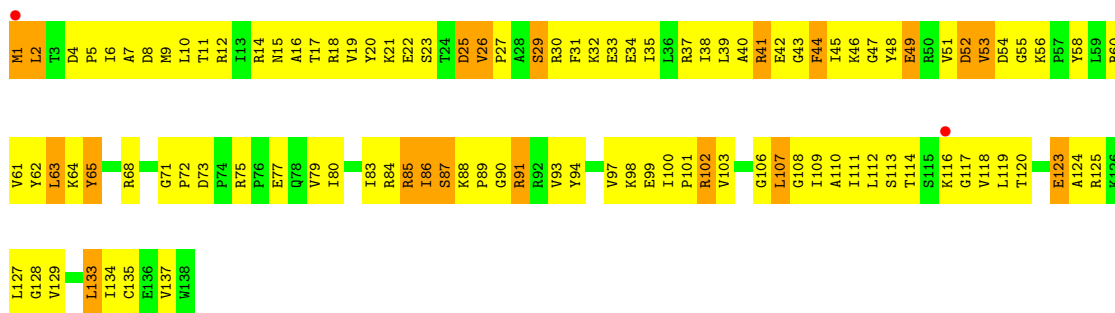 M1 L2 T3 D4 P5 I6 A7 D8 M9 L10 T11 R12 I13 R14 N15 A16 T17 R18 V19 Y20 K21 E22 S23 T24 D25 V26 P27 A28 S29 R30 F31 K32 E33 E34 I35 L36 R37 I38 L39 A40 R41 E42 G43 F44 I45 K46 G47 Y48 E49 R50 V51 D52 V53 D54 G55 K56 P57 Y58 L59
V61 Y62 L63 K64 Y65 R68 G71 P72 D73 P74 R75 P76 E77 Q78 V79 I80 I83 R84 R85 I86 S87 K88 P89 G90 R91 R92 V93 Y94 V97 K98 E99 I100 P101 R102 V103 G106 L107 G108 I109 A110 I111 L112 S113 T114 S115 K116 G117 V118 L119 T120 E123 A124 R125 K126
L127 G128 V129 L133 I134 C135 E136 V137 W138